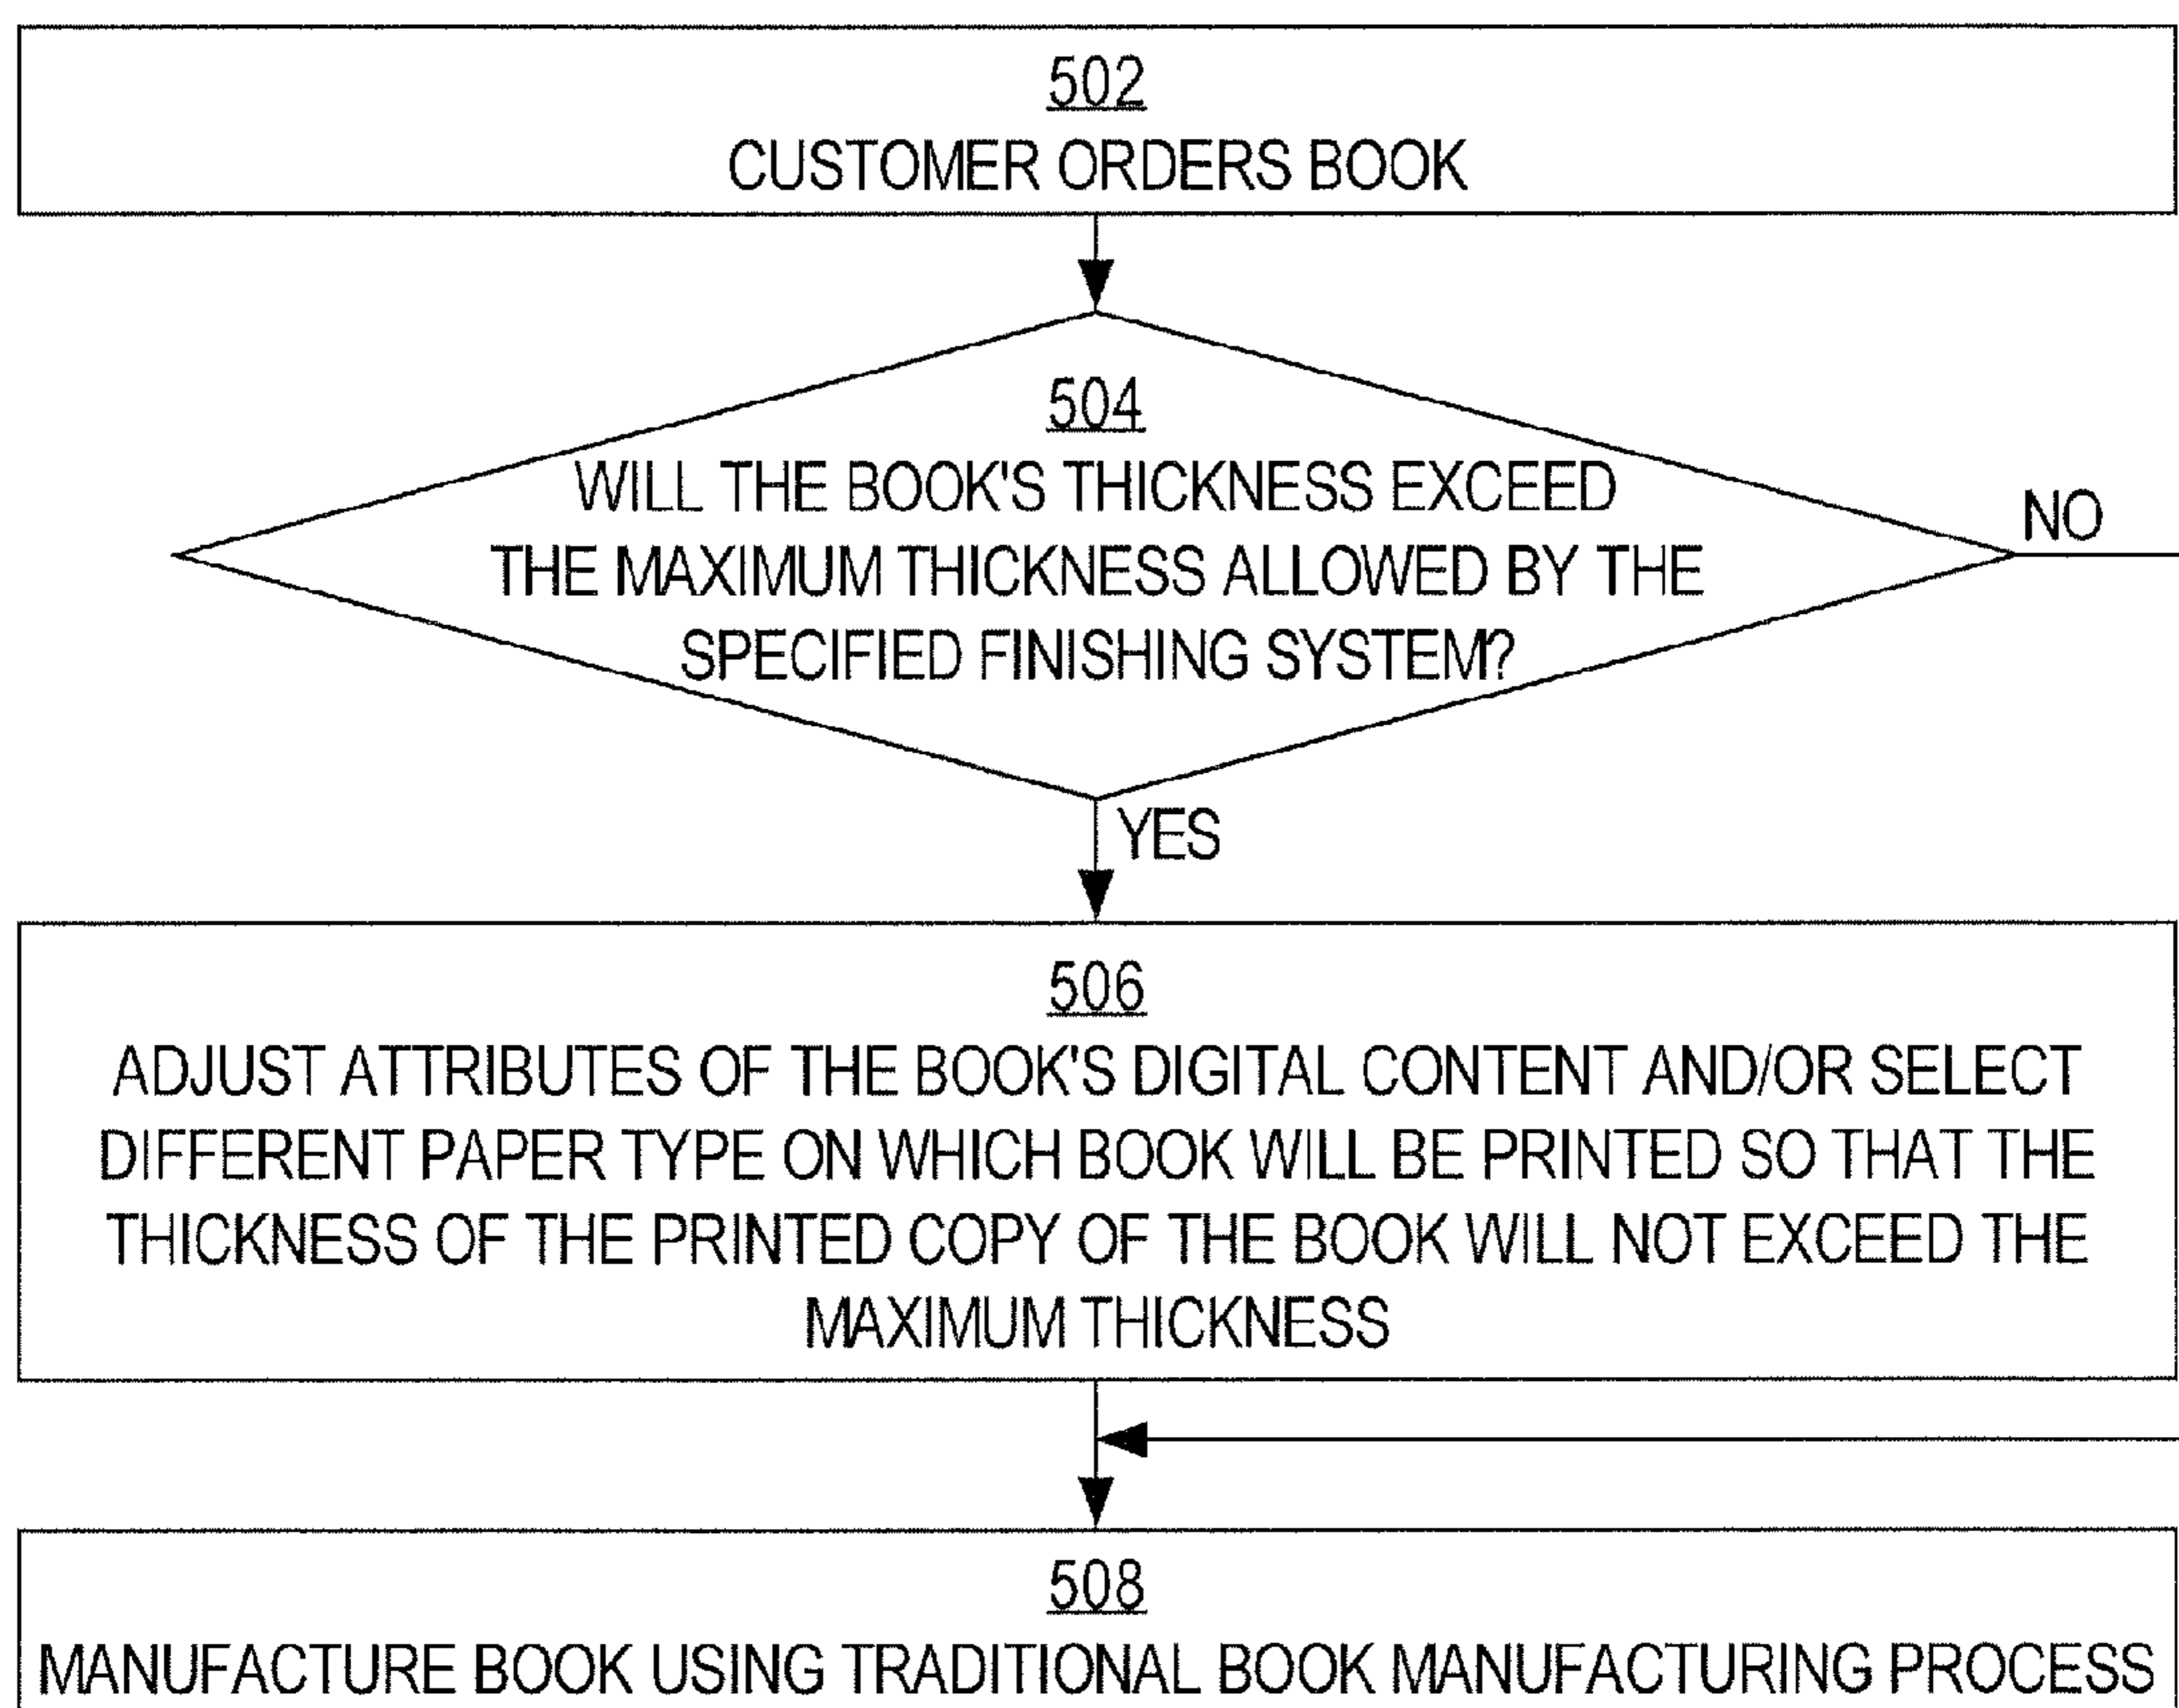 502
CUSTOMER ORDERS BOOK
504
WILL THE BOOK'S THICKNESS EXCEED
THE MAXIMUM THICKNESS ALLOWED BY THE
SPECIFIED FINISHING SYSTEM?
NO
YES
506
ADJUST ATTRIBUTES OF THE BOOK'S DIGITAL CONTENT AND/OR SELECT
DIFFERENT PAPER TYPE ON WHICH BOOK WILL BE PRINTED SO THAT THE
THICKNESS OF THE PRINTED COPY OF THE BOOK WILL NOT EXCEED THE
MAXIMUM THICKNESS
508
MANUFACTURE BOOK USING TRADITIONAL BOOK MANUFACTURING PROCESS